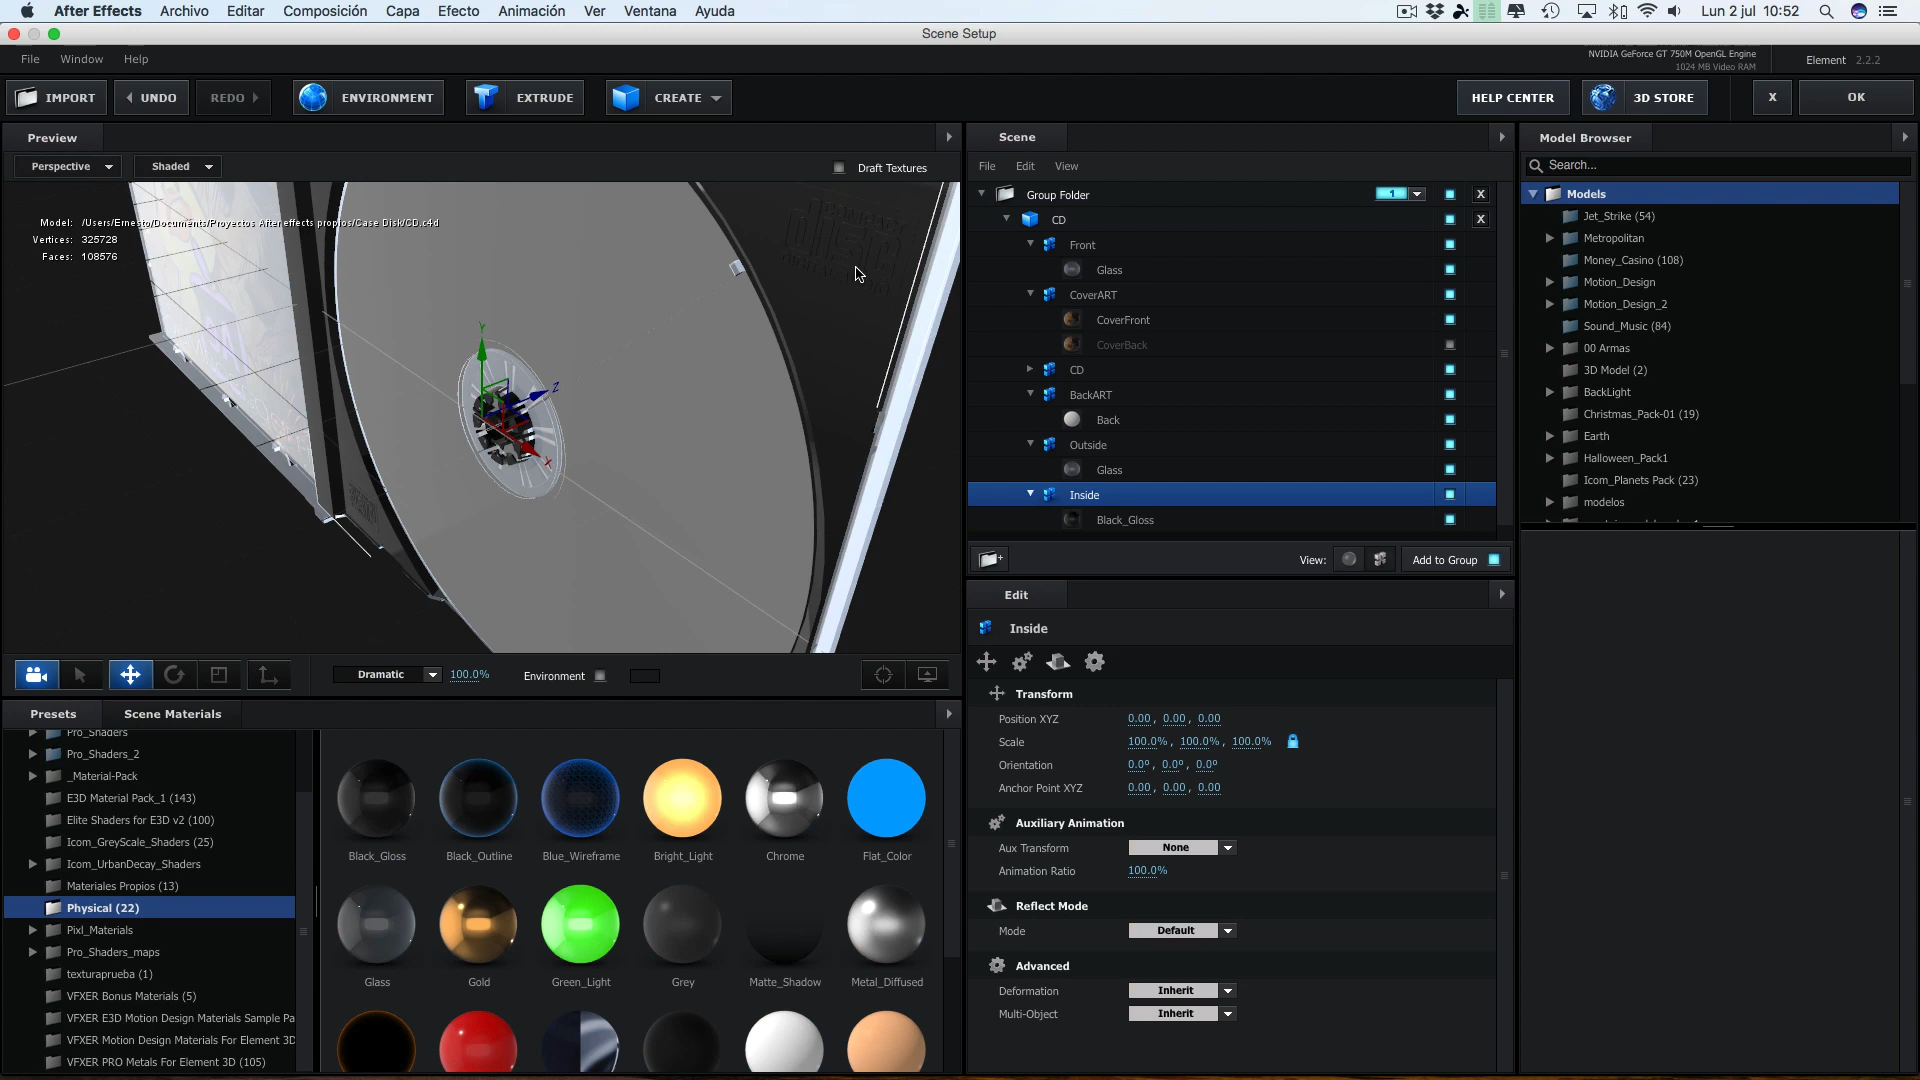 After Effects Archivo Editar Composición Capa Efecto Animación Ver Ventana Ayuda Lun 2 jul 10:52
Scene Setup
File Window Help
NVIDIA GeForce GT 750M OpenGL Engine
1024 MB Video RAM
Element 2.2.2
IMPORT UNDO REDO ENVIRONMENT EXTRUDE CREATE HELP CENTER 3D STORE X OK
Preview
Perspective Shaded Draft Textures
Model: /Users/Ernesto/Documents/Proyectos After effects propios/Case Disk/CD.c4d
Vertices: 325728
Faces: 108576
Y
Z
X
Dramatic 100.0% Environment
Scene
File Edit View
Group Folder 1 X
CD X
Front
Glass
CoverART
CoverFront
CoverBack
CD
BackART
Back
Outside
Glass
Inside
Black_Gloss
View: Add to Group
Model Browser
Search...
Models
Jet_Strike (54)
Metropolitan
Money_Casino (108)
Motion_Design
Motion_Design_2
Sound_Music (84)
00 Armas
3D Model (2)
BackLight
Christmas_Pack-01 (19)
Earth
Halloween_Pack1
Icom_Planets Pack (23)
modelos
Edit
Inside
Transform
Position XYZ 0.00, 0.00, 0.00
Scale 100.0%, 100.0%, 100.0%
Orientation 0.0º, 0.0º, 0.0º
Anchor Point XYZ 0.00, 0.00, 0.00
Auxiliary Animation
Aux Transform None
Animation Ratio 100.0%
Reflect Mode
Mode Default
Advanced
Deformation Inherit
Multi-Object Inherit
Presets Scene Materials
Pro_Shaders
Pro_Shaders_2
_Material-Pack
E3D Material Pack_1 (143)
Elite Shaders for E3D v2 (100)
Icom_GreyScale_Shaders (25)
Icom_UrbanDecay_Shaders
Materiales Propios (13)
Physical (22)
Pixl_Materials
Pro_Shaders_maps
texturaprueba (1)
VFXER Bonus Materials (5)
VFXER E3D Motion Design Materials Sample Pa
VFXER Motion Design Materials For Element 3D
VFXER PRO Metals For Element 3D (105)
Black_Gloss Black_Outline Blue_Wireframe Bright_Light Chrome Flat_Color
Glass Gold Green_Light Grey Matte_Shadow Metal_Diffused